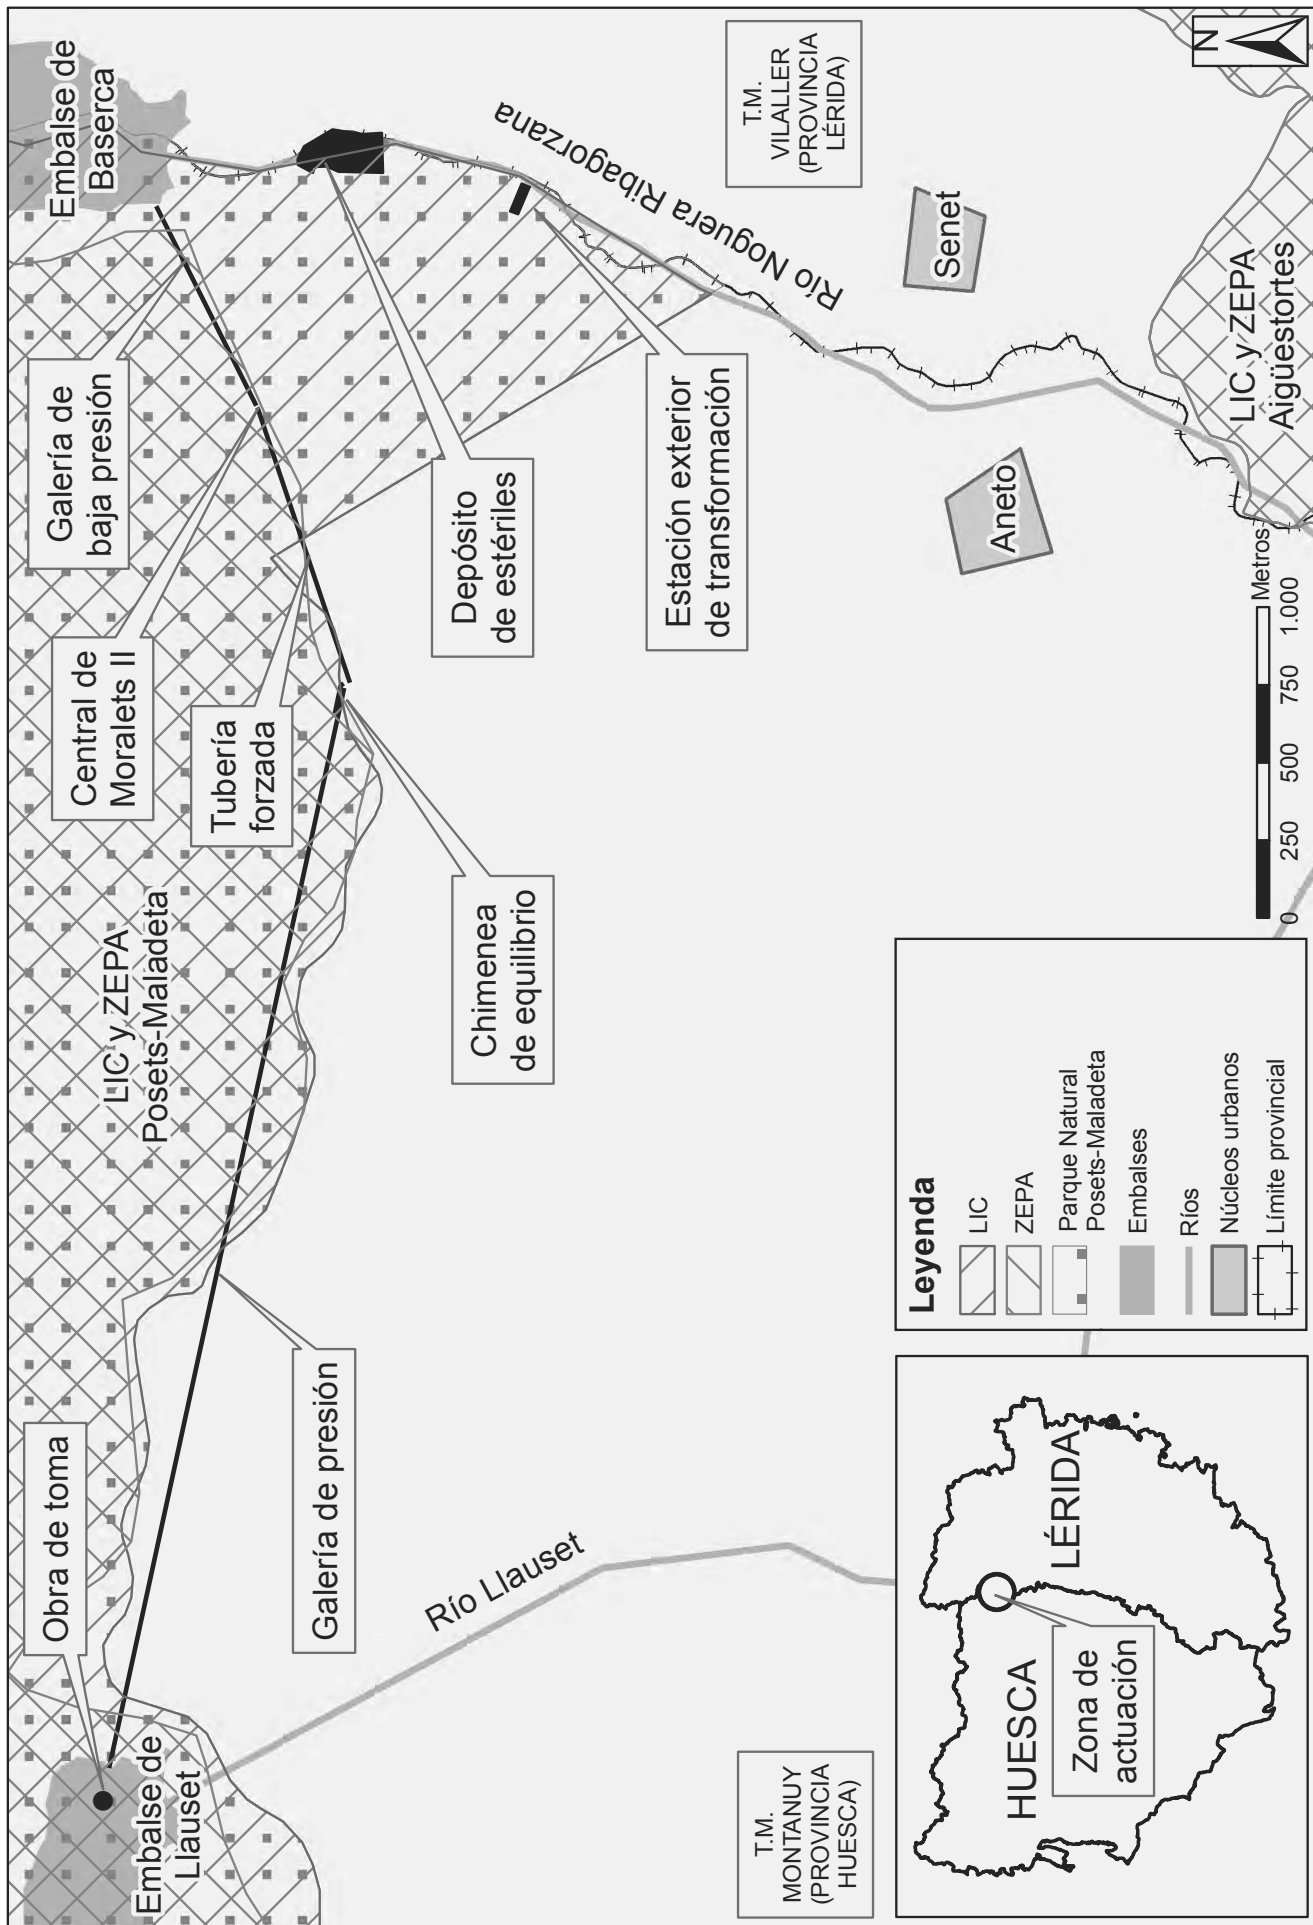 Embalse de
Llauset
Obra de toma
LIC y ZEPA
Posets-Maladeta
Central de
Moralets II
Galería de
baja presión
Embalse de
Baserca
Tubería
forzada
Galería de presión
Chimenea
de equilibrio
Depósito
de estériles
Estación exterior
de transformación
Río Noguera Ribagorzana
Río Llauset
T.M.
MONTANUY
(PROVINCIA
HUESCA)
T.M.
VILALLER
(PROVINCIA
LÉRIDA)
Aneto
Senet
LIC y ZEPA
Aigüestortes
HUESCA
LÉRIDA
Zona de
actuación
Leyenda
LIC
ZEPA
Parque Natural
Posets-Maladeta
Embalses
Ríos
Núcleos urbanos
Límite provincial
Metros
0 250 500 750 1.000
N